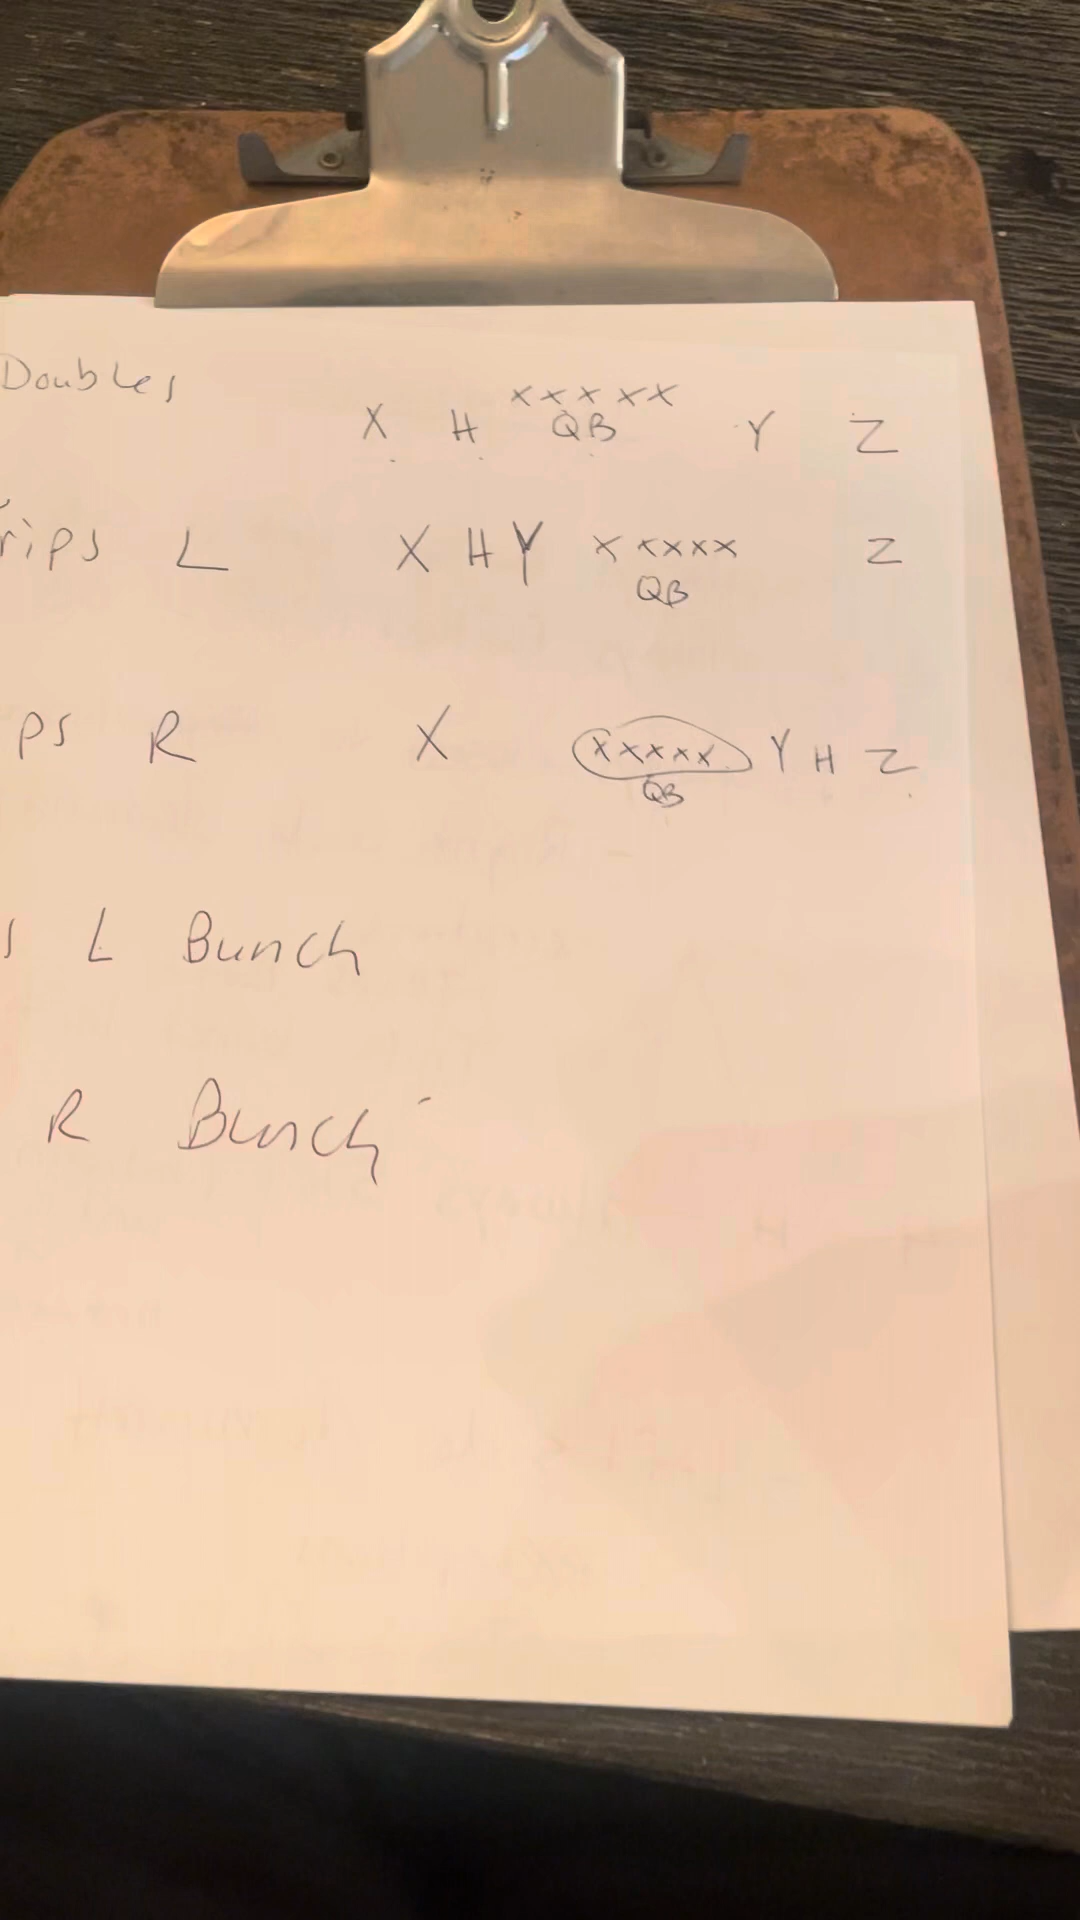 Doubles
xxxxx
X H QB Y Z
rips L X H Y xxxxx Z
QB
ps R X xxxxx Y H Z
QB
s L Bunch
R Bunch